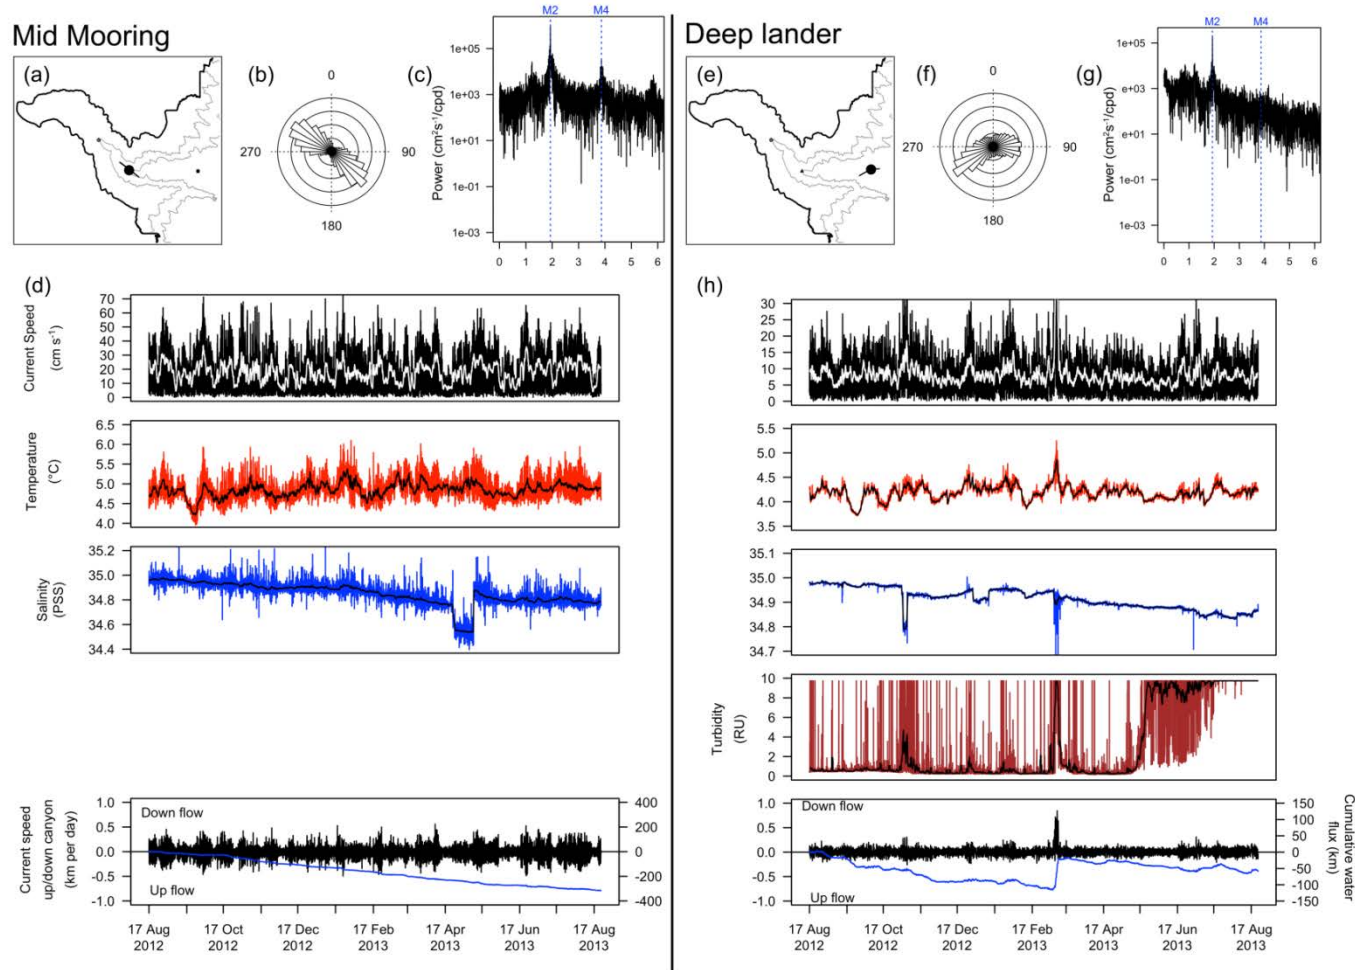 Mid Mooring
(a)
(b)
0
90
180
270
(c)
M2
M4
Power (cm²s⁻¹/cpd)
1e+05
1e+03
1e+01
1e-01
1e-03
0 1 2 3 4 5 6
Deep lander
(e)
(f)
0
90
180
270
(g)
M2
M4
Power (cm²s⁻¹/cpd)
1e+05
1e+03
1e+01
1e-01
1e-03
0 1 2 3 4 5 6
(d)
Current Speed
(cm s⁻¹)
70
60
50
40
30
20
10
0
Temperature
(°C)
6.5
6.0
5.5
5.0
4.5
4.0
Salinity
(PSS)
35.2
35.0
34.8
34.6
34.4
Current speed
up/down canyon
(km per day)
1.0
0.5
0.0
-0.5
-1.0
Down flow
Up flow
400
200
0
-200
-400
17 Aug 17 Oct 17 Dec 17 Feb 17 Apr 17 Jun 17 Aug
2012 2012 2012 2013 2013 2013 2013
(h)
30
25
20
15
10
5
0
5.5
5.0
4.5
4.0
3.5
35.1
35.0
34.9
34.8
34.7
Turbidity
(RU)
10
8
6
4
2
0
1.0
0.5
0.0
-0.5
-1.0
Down flow
Up flow
150
100
50
0
-50
-100
-150
Cumulative water
flux (km)
17 Aug 17 Oct 17 Dec 17 Feb 17 Apr 17 Jun 17 Aug
2012 2012 2012 2013 2013 2013 2013